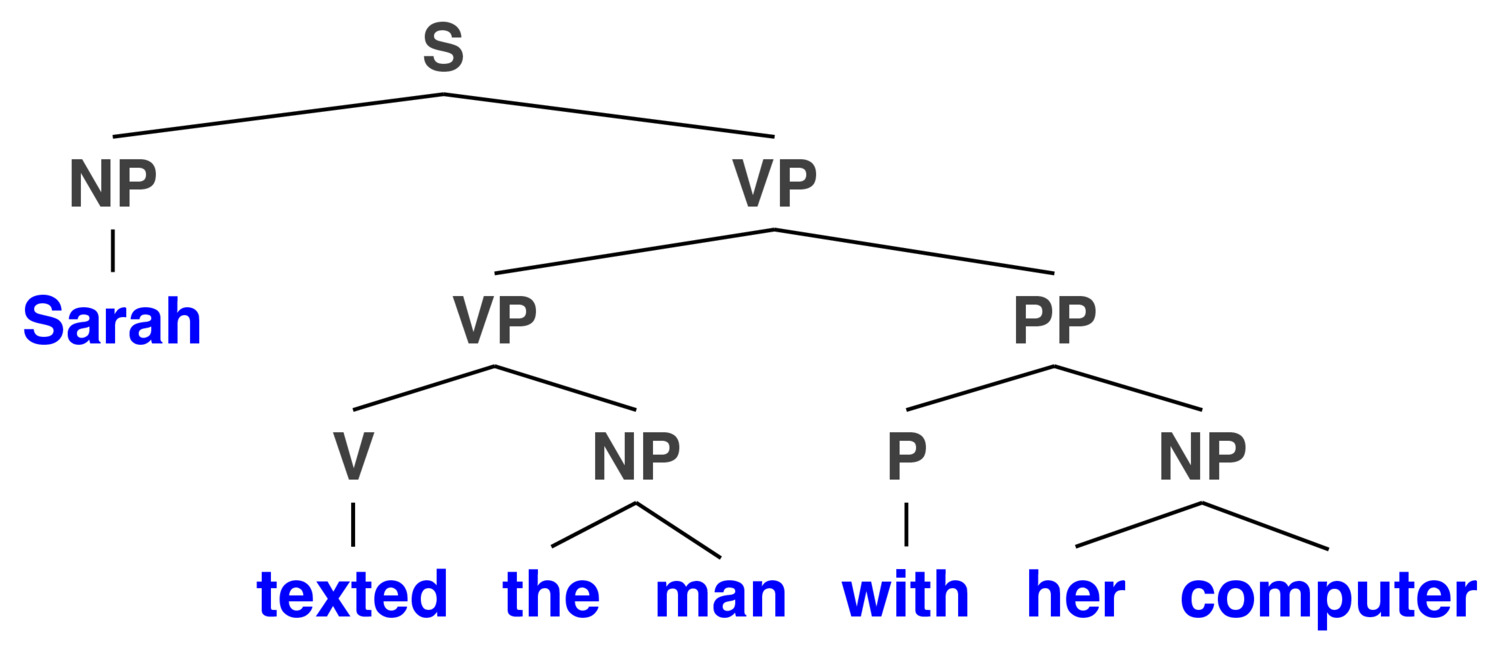 S
NP VP
Sarah VP PP
V NP P NP
texted the man with her computer